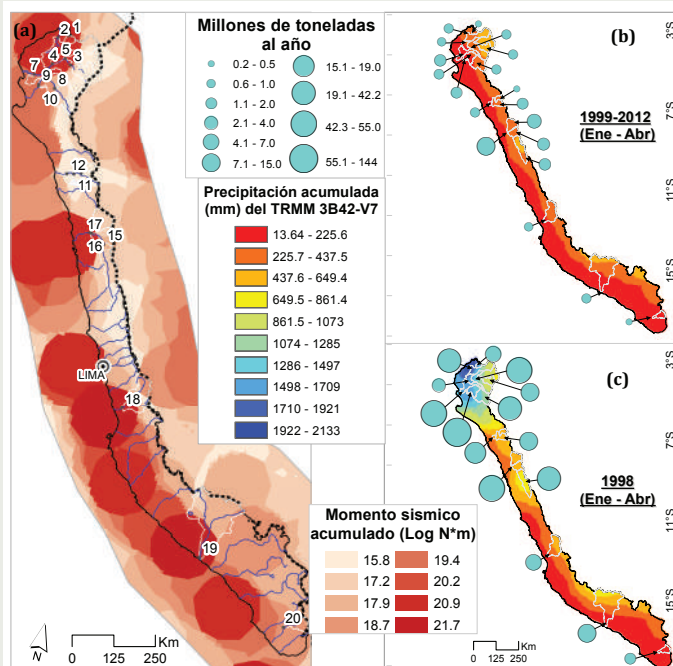 (a)
2 1
5
4 3
7
9 8
10
12
11
17
16
15
LIMA
18
19
20
N
Km
0 125 250
Millones de toneladas
al año
0.2 - 0.5
0.6 - 1.0
1.1 - 2.0
2.1 - 4.0
4.1 - 7.0
7.1 - 15.0
15.1 - 19.0
19.1 - 42.2
42.3 - 55.0
55.1 - 144
Precipitación acumulada
(mm) del TRMM 3B42-V7
13.64 - 225.6
225.7 - 437.5
437.6 - 649.4
649.5 - 861.4
861.5 - 1073
1074 - 1285
1286 - 1497
1498 - 1709
1710 - 1921
1922 - 2133
Momento sísmico
acumulado (Log N*m)
15.8
17.2
17.9
18.7
19.4
20.2
20.9
21.7
(b)
1999-2012
(Ene - Abr)
3°S
7°S
11°S
15°S
(c)
1998
(Ene - Abr)
3°S
7°S
11°S
15°S
Km
0 125 250